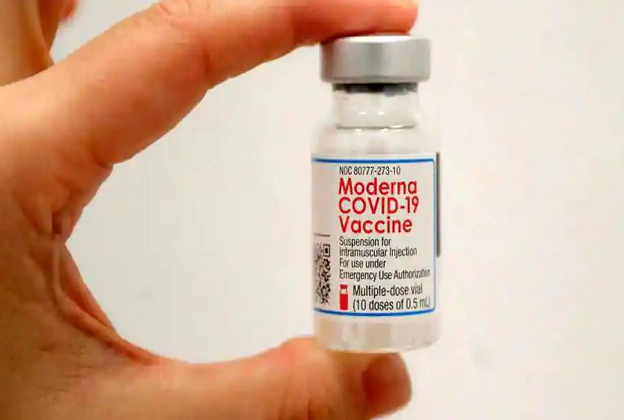 NDC 80777-273-10
Moderna
COVID-19
Vaccine
Suspension for
Intramuscular Injection
For use under
Emergency Use Authorization
Multiple-dose vial
(10 doses of 0.5 mL)